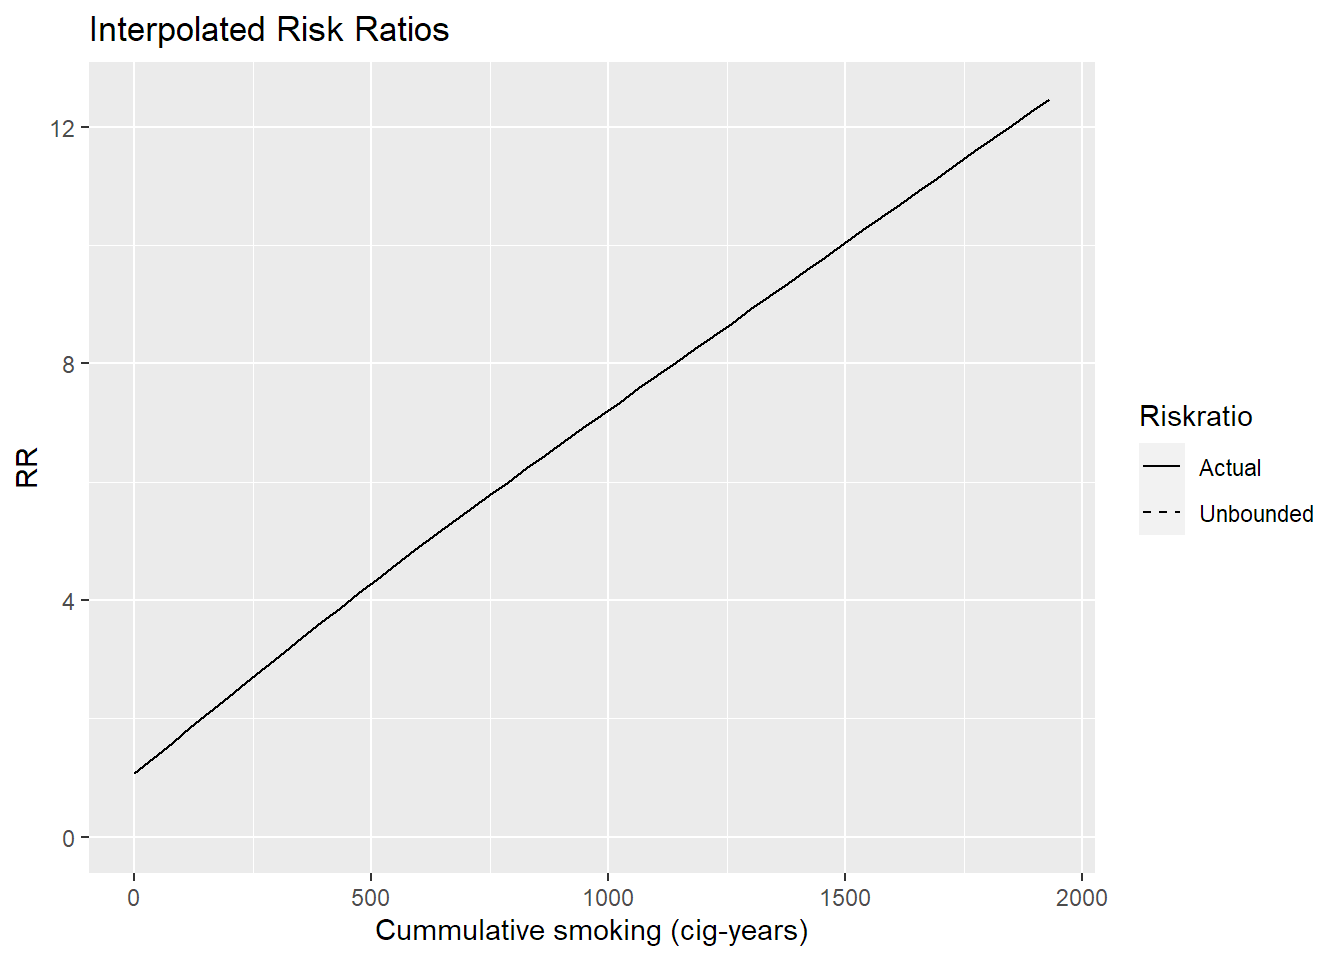 Interpolated Risk Ratios
12
8
4
0
RR
0 500 1000 1500 2000
Cummulative smoking (cig-years)
Riskratio
Actual
Unbounded